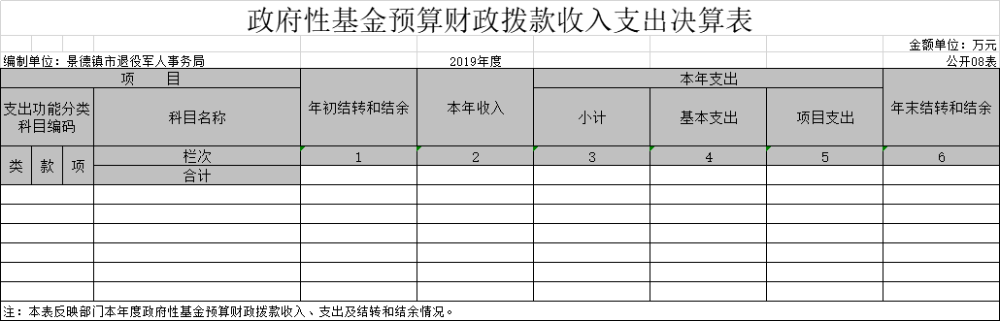 政府性基金预算财政拨款收入支出决算表
金额单位：万元
编制单位：景德镇市退役军人事务局 2019年度 公开08表
项 目 年初结转和结余 本年收入 本年支出 年末结转和结余
支出功能分类科目编码 科目名称 小计 基本支出 项目支出
类 款 项 栏次 1 2 3 4 5 6
合计
注：本表反映部门本年度政府性基金预算财政拨款收入、支出及结转和结余情况。